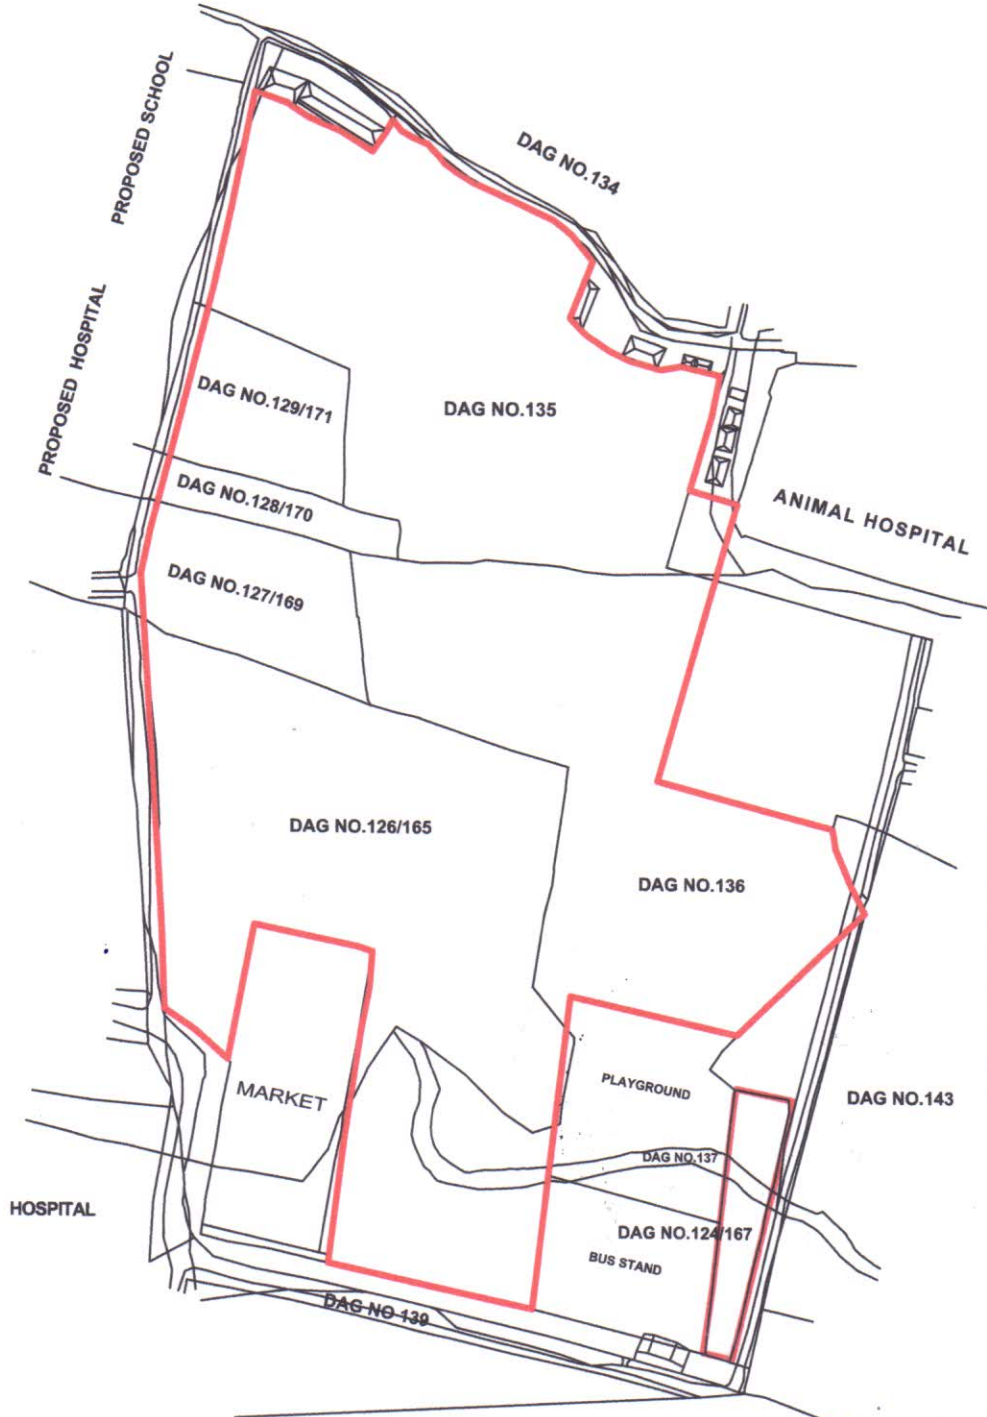 PROPOSED SCHOOL
DAG NO.134
PROPOSED HOSPITAL
DAG NO.129/171
DAG NO.135
DAG NO.128/170
ANIMAL HOSPITAL
DAG NO.127/169
DAG NO.126/165
DAG NO.136
MARKET
PLAYGROUND
DAG NO.143
DAG NO.137
HOSPITAL
DAG NO.124/167
BUS STAND
DAG NO 139